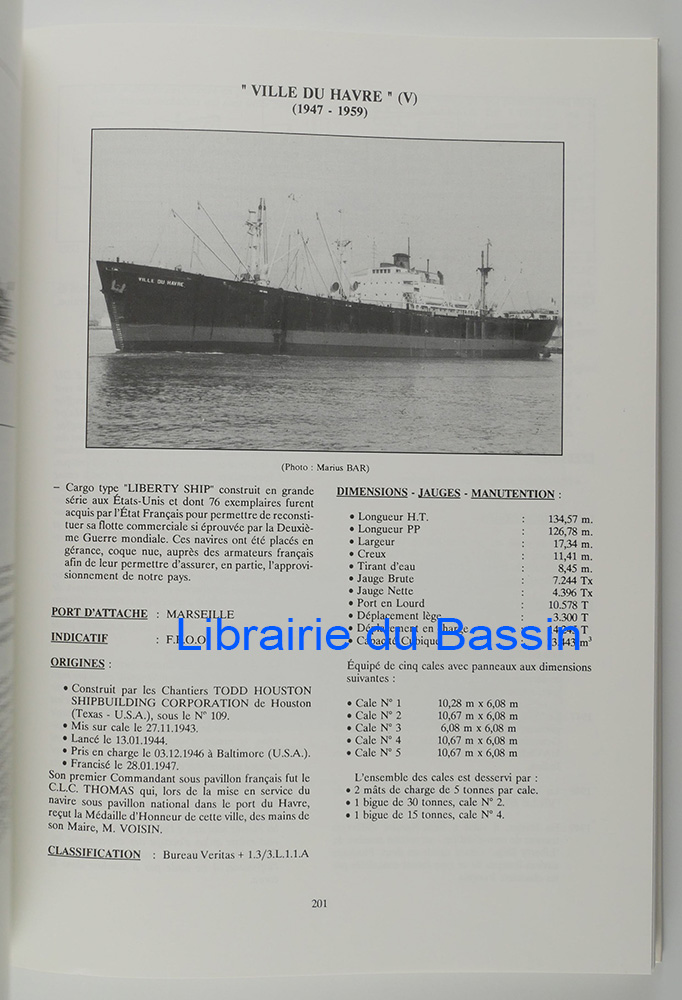 " VILLE DU HAVRE " (V)
(1947 - 1959)
VILLE DU HAVRE
(Photo : Marius BAR)
– Cargo type "LIBERTY SHIP" construit en grande
série aux États-Unis et dont 76 exemplaires furent
acquis par l'État Français pour permettre de reconsti-
tuer sa flotte commerciale si éprouvée par la Deuxiè-
me Guerre mondiale. Ces navires ont été placés en
gérance, coque nue, auprès des armateurs français
afin de leur permettre d'assurer, en partie, l'approvi-
sionnement de notre pays.
PORT D'ATTACHE : MARSEILLE
INDICATIF :
ORIGINES :
• Construit par les Chantiers TODD HOUSTON
SHIPBUILDING CORPORATION de Houston
(Texas - U.S.A.), sous le N° 109.
• Mis sur cale le 27.11.1943.
• Lancé le 13.01.1944.
• Pris en charge le 03.12.1946 à Baltimore (U.S.A.).
• Francisé le 28.01.1947.
Son premier Commandant sous pavillon français fut le
C.L.C. THOMAS qui, lors de la mise en service du
navire sous pavillon national dans le port du Havre,
reçut la Médaille d'Honneur de cette ville, des mains de
son Maire, M. VOISIN.
CLASSIFICATION : Bureau Veritas + 1.3/3.L.1.1.A
DIMENSIONS - JAUGES - MANUTENTION :
• Longueur H.T. : 134,57 m.
• Longueur PP : 126,78 m.
• Largeur : 17,34 m.
• Creux : 11,41 m.
• Tirant d'eau : 8,45 m.
• Jauge Brute : 7.244 Tx
• Jauge Nette : 4.396 Tx
• Port en Lourd : 10.578 T
• Déplacement lège : 3.300 T
• Déplacement en charge T
• Capacité Cubique m³
Librairie du Bassin
Équipé de cinq cales avec panneaux aux dimensions
suivantes :
• Cale N° 1 10,28 m x 6,08 m
• Cale N° 2 10,67 m x 6,08 m
• Cale N° 3 6,08 m x 6,08 m
• Cale N° 4 10,67 m x 6,08 m
• Cale N° 5 10,67 m x 6,08 m
L'ensemble des cales est desservi par :
• 2 mâts de charge de 5 tonnes par cale.
• 1 bigue de 30 tonnes, cale N° 2.
• 1 bigue de 15 tonnes, cale N° 4.
201